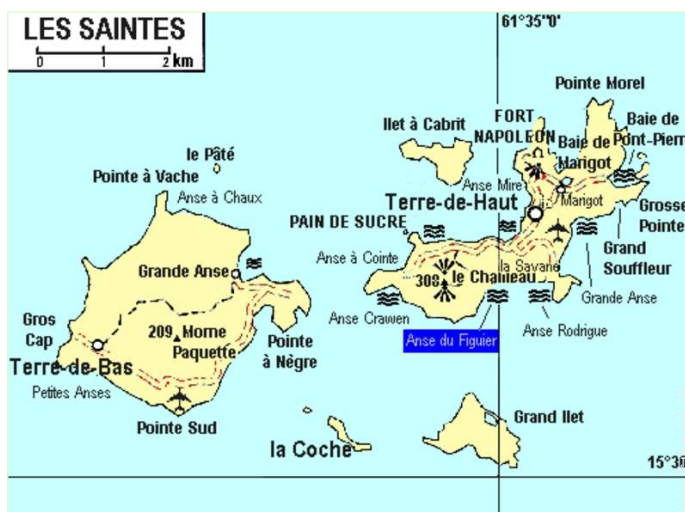 LES SAINTES
0 1 2 km
61°35"0'
Pointe Morel
FORT
NAPOLEON
Baie de
Pont-Pierr
Ilet à Cabrit
Baie de
Marigot
le Pâté
Pointe à Vache
Anse Mire
Anse à Chaux
Terre-de-Haut
Marigot
Grosse
Pointe
PAIN DE SUCRE
Grand
Souffleur
Anse à Cointe
la Savane
Grande Anse
308
le Chameau
Grande Anse
Anse Crawen
Gros
Cap
209
Morne
Paquette
Pointe
à Nègre
Anse du Figuier
Anse Rodrigue
Terre-de-Bas
Petites Anses
Pointe Sud
Grand Ilet
la Coche
15°30